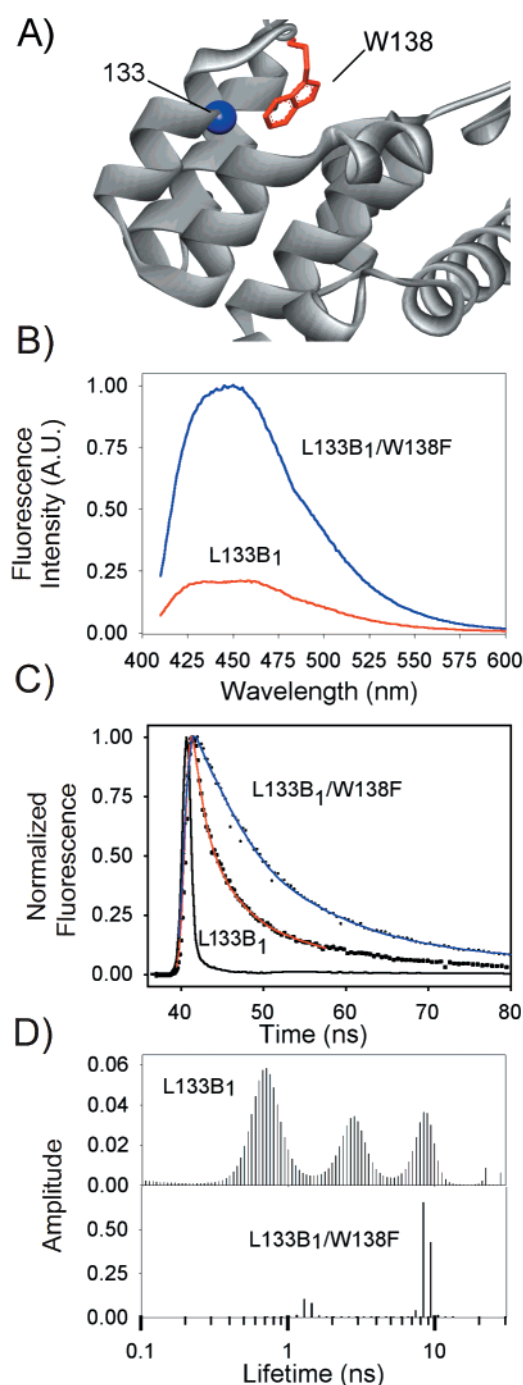 A)
133
W138
B)
Fluorescence
Intensity (A.U.)
1.00
0.75
0.50
0.25
0.00
L133B1/W138F
L133B1
400 425 450 475 500 525 550 575 600
Wavelength (nm)
C)
Normalized
Fluorescence
1.00
0.75
0.50
0.25
0.00
L133B1/W138F
L133B1
40 50 60 70 80
Time (ns)
D)
Amplitude
0.06
0.04
0.02
0.00
L133B1
0.50
0.25
0.00
L133B1/W138F
0.1 1 10
Lifetime (ns)